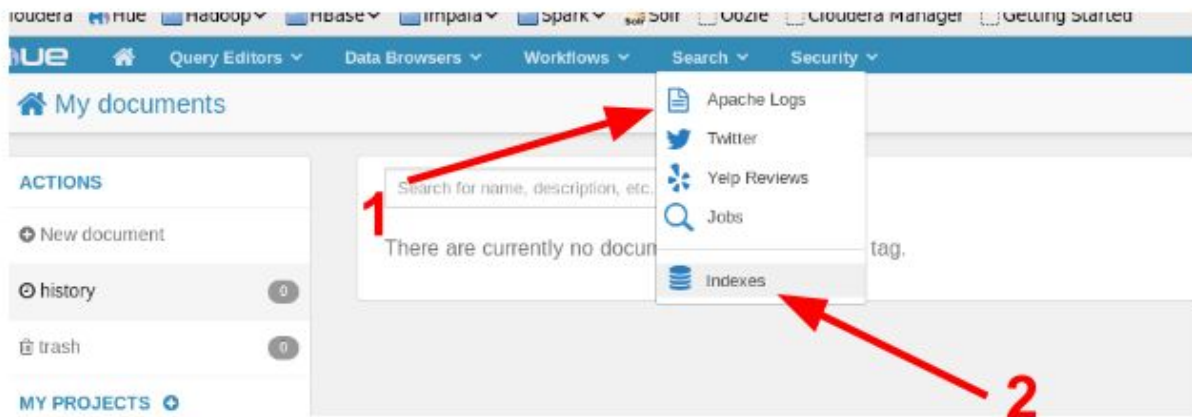 Hue Hadoop HBase Impala Spark Solr Oozie Cloudera Manager Getting Started
Query Editors Data Browsers Workflows Search Security
My documents
Apache Logs
Twitter
Yelp Reviews
Jobs
Indexes
ACTIONS
New document
history 0
trash 0
MY PROJECTS
Search for name, description, etc.
There are currently no tag.
1
2